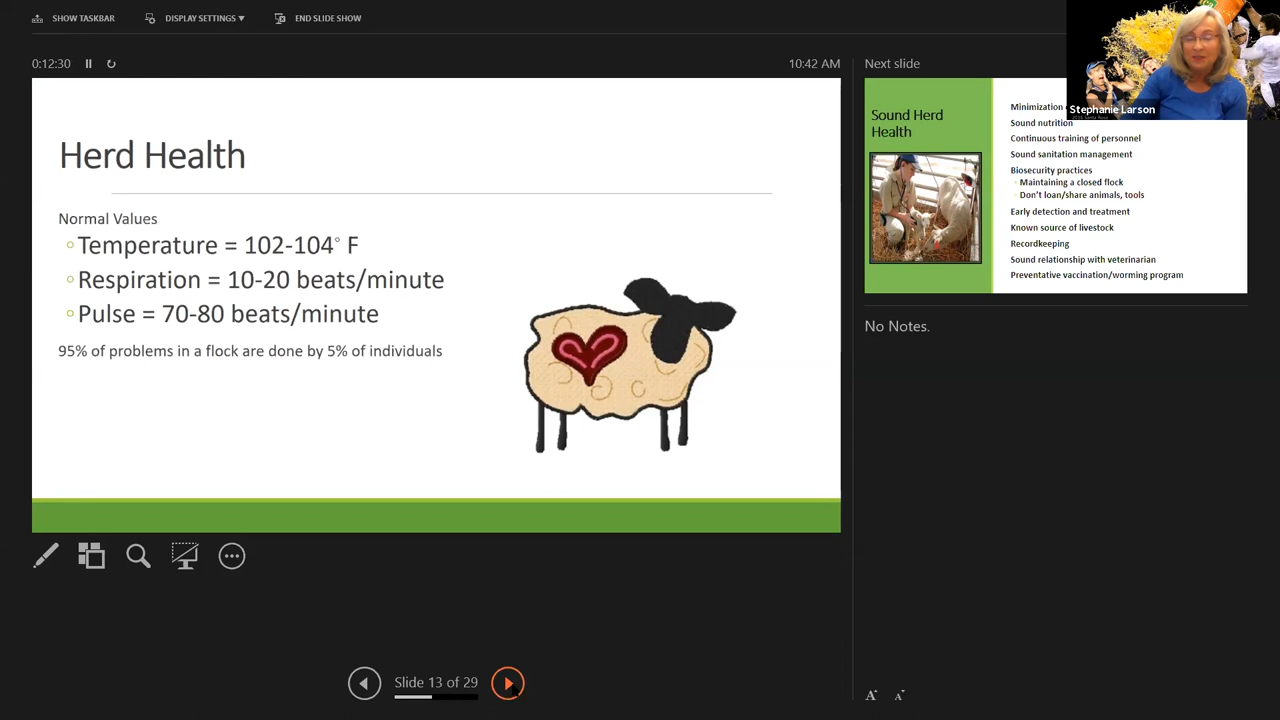 SHOW TASKBAR
DISPLAY SETTINGS
END SLIDE SHOW
0:12:30
10:42 AM
Herd Health
Normal Values
Temperature = 102-104° F
Respiration = 10-20 beats/minute
Pulse = 70-80 beats/minute
95% of problems in a flock are done by 5% of individuals
Slide 13 of 29
Next slide
Stephanie Larson
Sound Herd
Health
Minimization
Sound nutrition
Continuous training of personnel
Sound sanitation management
Biosecurity practices
Maintaining a closed flock
Don't loan/share animals, tools
Early detection and treatment
Known source of livestock
Recordkeeping
Sound relationship with veterinarian
Preventative vaccination/worming program
No Notes.
A
A